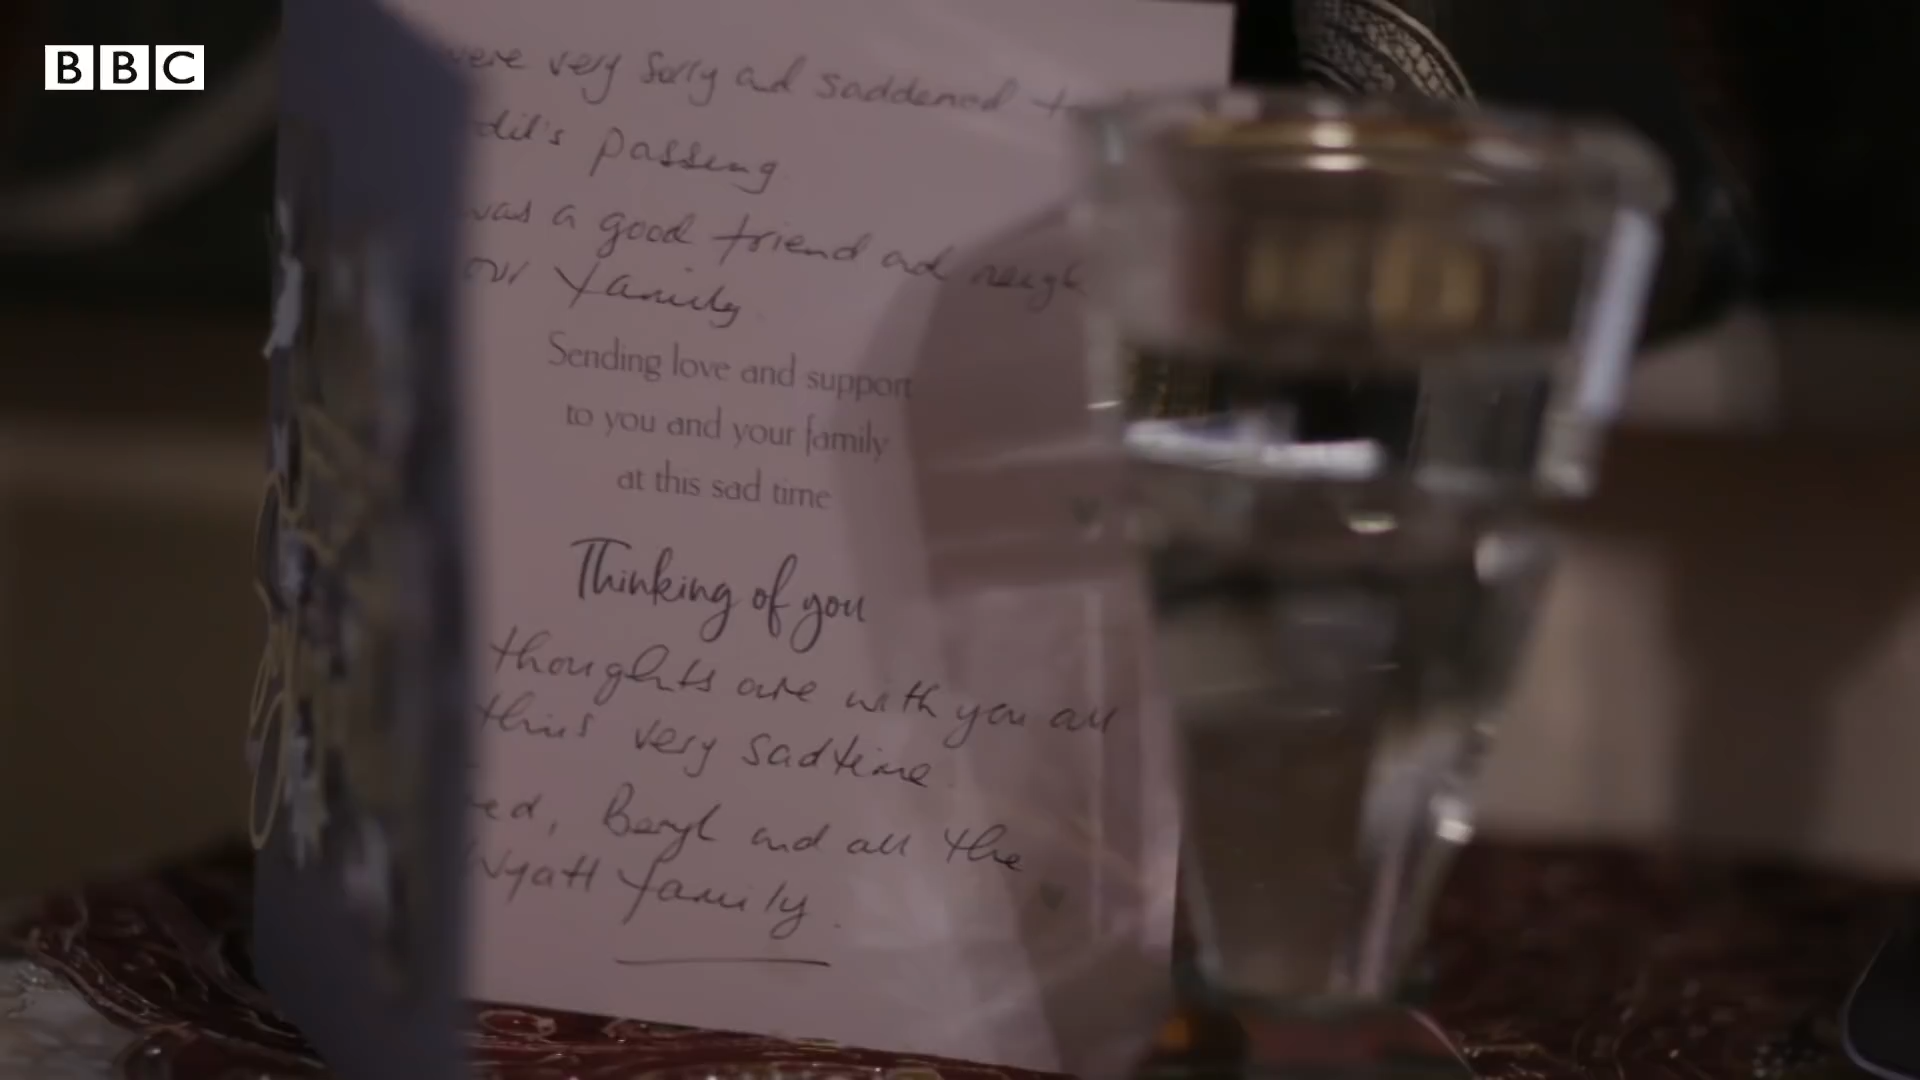 BBC
very sorry and saddened
passing
was a good friend and
our family
Sending love and support
to you and your family
at this sad time
Thinking of you
thoughts are with you all
this very sad time
Beryl and all the
Wyatt family.